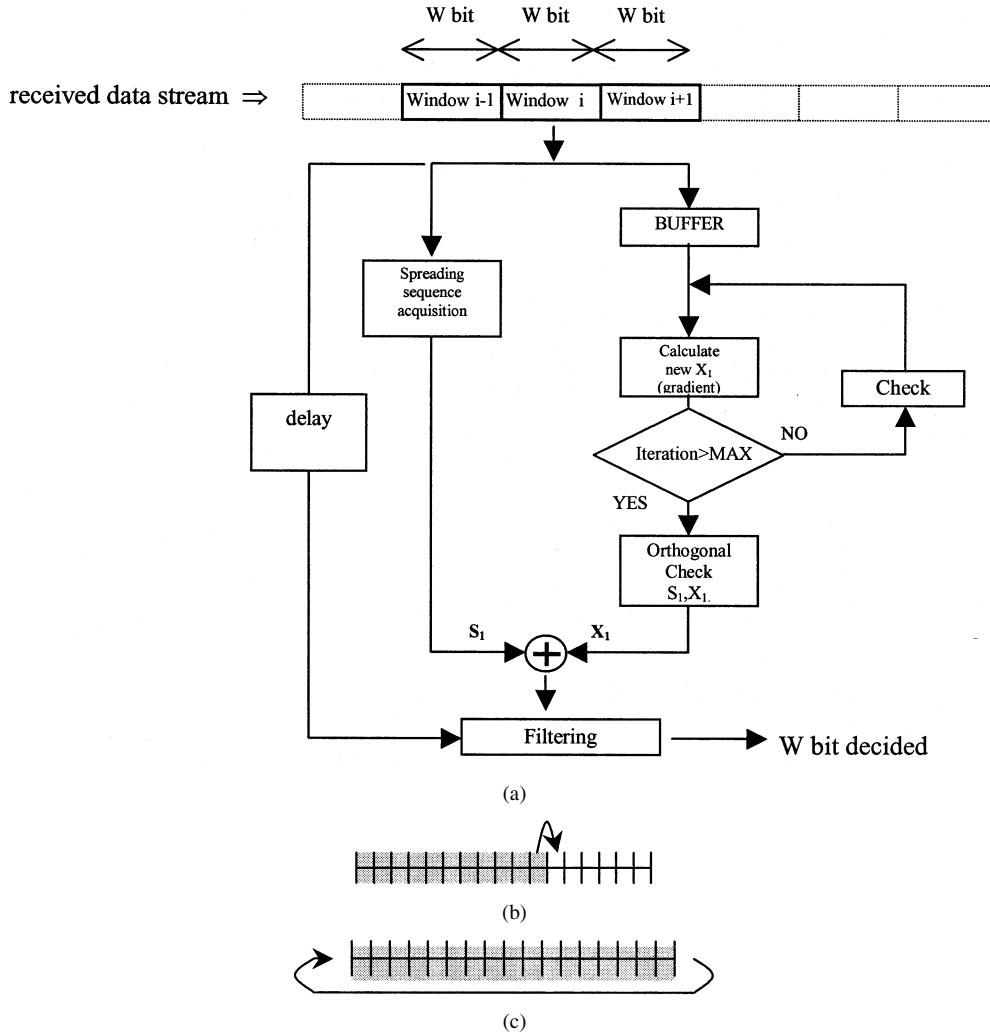 W bit W bit W bit
received data stream ⇒
Window i-1 Window i Window i+1
BUFFER
Spreading
sequence
acquisition
Calculate
new X₁
(gradient)
Check
delay
NO
Iteration>MAX
YES
Orthogonal
Check
S₁,X₁.
S₁ X₁
+
Filtering
W bit decided
(a)
(b)
(c)